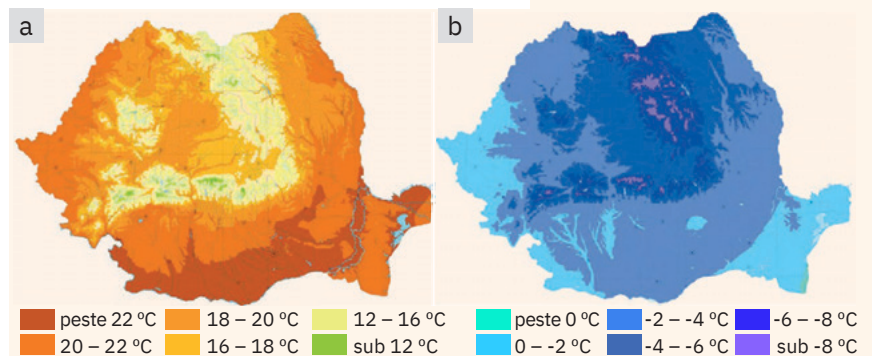 a
b
peste 22 ºC 18 – 20 ºC 12 – 16 ºC
20 – 22 ºC 16 – 18 ºC sub 12 ºC
peste 0 ºC -2 – -4 ºC -6 – -8 ºC
0 – -2 ºC -4 – -6 ºC sub -8 ºC